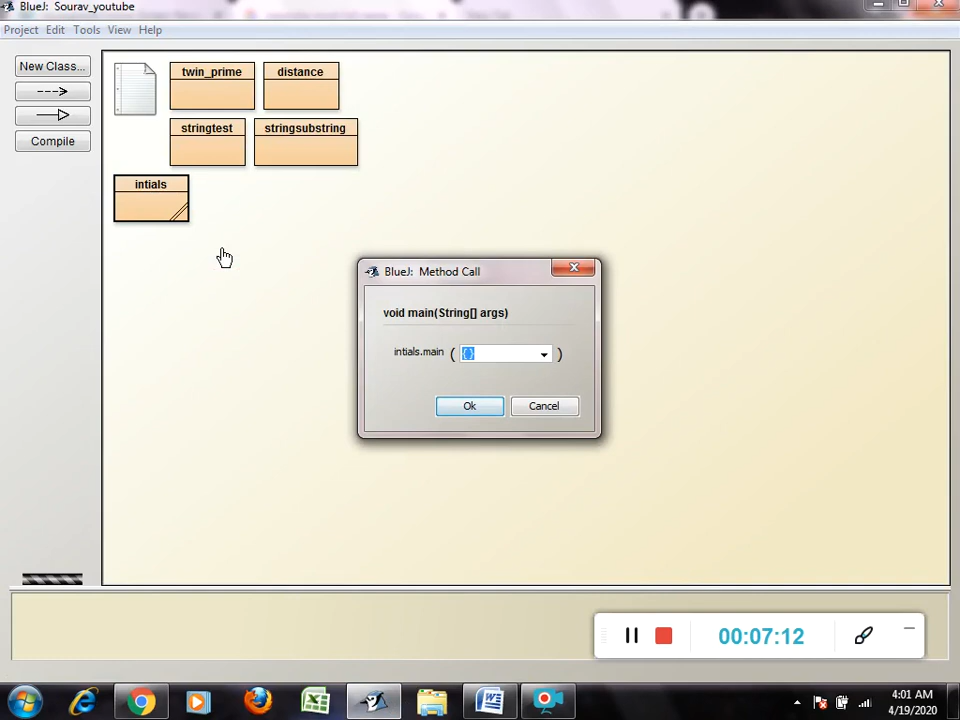 BlueJ: Sourav_youtube
Project Edit Tools View Help
New Class...
Compile
twin_prime
distance
stringtest
stringsubstring
intials
BlueJ: Method Call
void main(String[] args)
intials.main ( {} )
Ok
Cancel
00:07:12
4:01 AM
4/19/2020